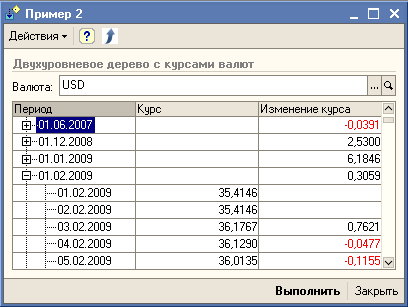 Пример 2
Действия
Двухуровневое дерево с курсами валют
Валюта: USD ...
Период Курс Изменение курса
01.06.2007 -0,0391
01.12.2008 2,5300
01.01.2009 6,1846
01.02.2009 0,3059
01.02.2009 35,4146
02.02.2009 35,4146
03.02.2009 36,1767 0,7621
04.02.2009 36,1290 -0,0477
05.02.2009 36,0135 -0,1155
Выполнить Закрыть